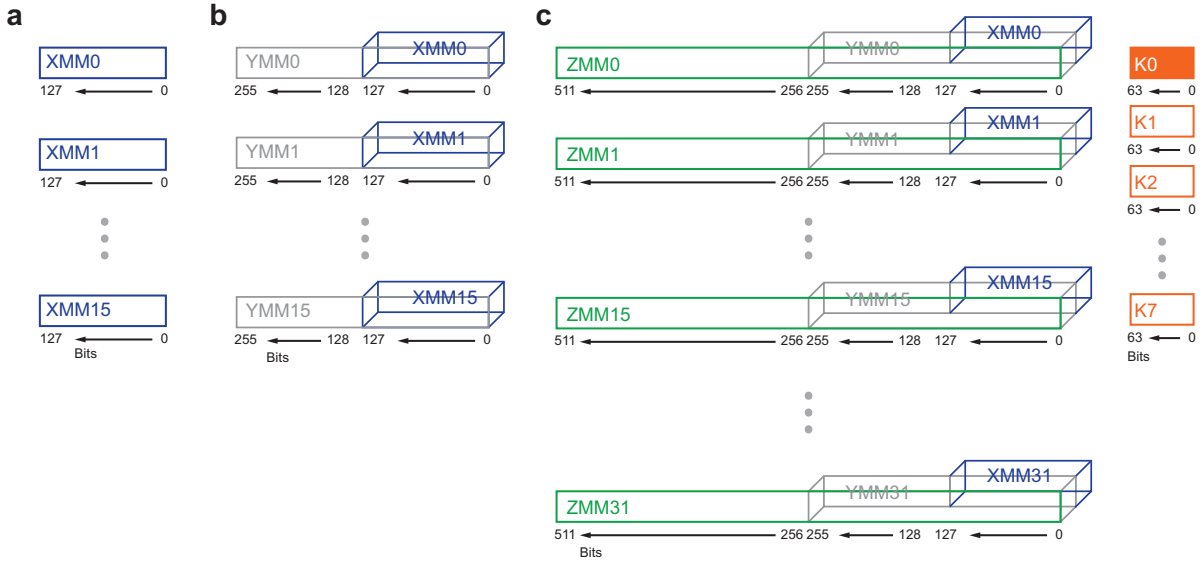 a
XMM0
127 0
XMM1
127 0
XMM15
127 0
Bits
b
YMM0 XMM0
255 128 127 0
YMM1 XMM1
255 128 127 0
YMM15 XMM15
255 128 127 0
Bits
c
ZMM0 YMM0 XMM0
511 256 255 128 127 0
ZMM1 YMM1 XMM1
511 256 255 128 127 0
ZMM15 YMM15 XMM15
511 256 255 128 127 0
ZMM31 YMM31 XMM31
511 256 255 128 127 0
Bits
K0
63 0
K1
63 0
K2
63 0
K7
63 0
Bits